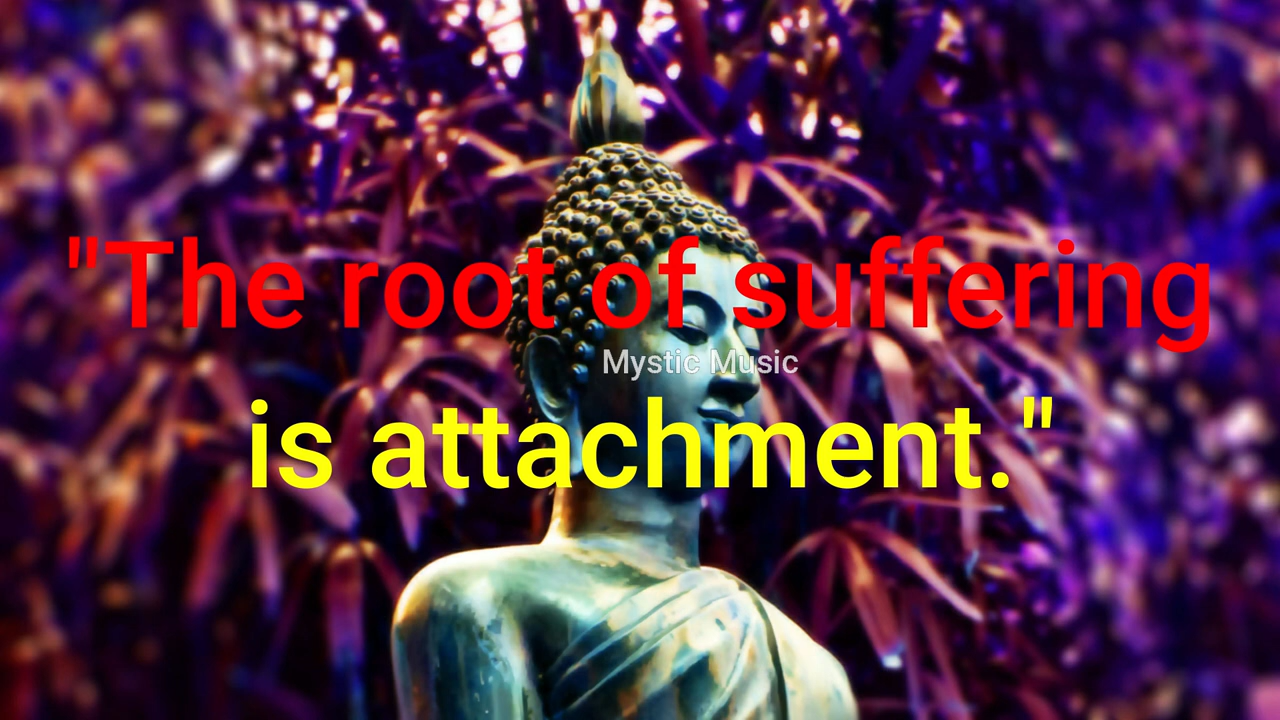 "The root of suffering
Mystic Music
is attachment."